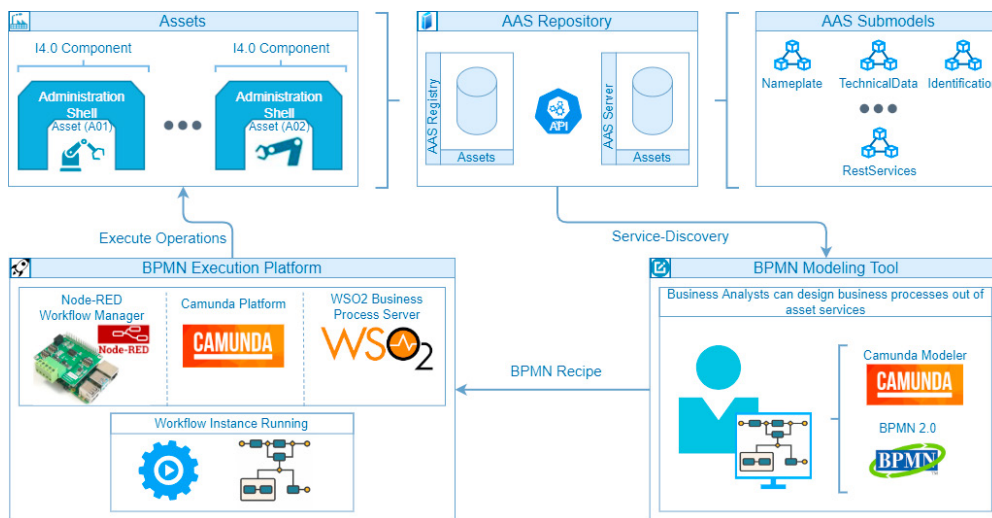 Assets
I4.0 Component
I4.0 Component
Administration
Shell
Asset (A01)
Administration
Shell
Asset (A02)
AAS Repository
AAS Registry
Assets
API
AAS Server
Assets
AAS Submodels
Nameplate
TechnicalData
Identification
RestServices
Execute Operations
Service-Discovery
BPMN Execution Platform
Node-RED
Workflow Manager
Node-RED
Camunda Platform
CAMUNDA
WSO2 Business
Process Server
WSO2
Workflow Instance Running
BPMN Recipe
BPMN Modeling Tool
Business Analysts can design business processes out of
asset services
Camunda Modeler
CAMUNDA
BPMN 2.0
BPMN